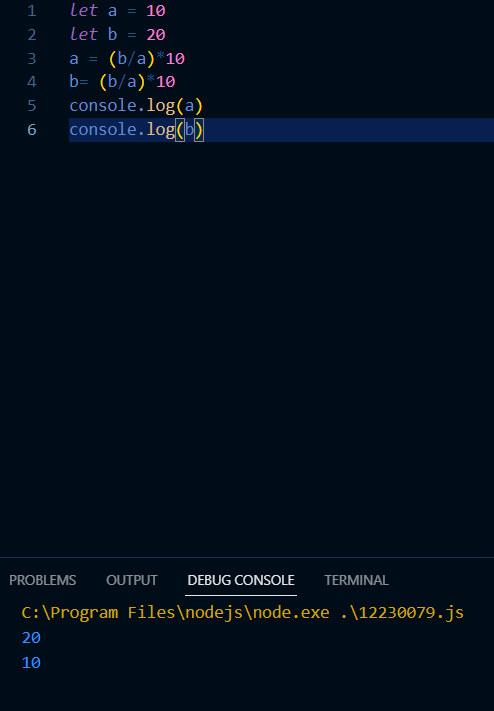 1 let a = 10
2 let b = 20
3 a = (b/a)*10
4 b= (b/a)*10
5 console.log(a)
6 console.log(b)
PROBLEMS OUTPUT DEBUG CONSOLE TERMINAL
C:\Program Files\nodejs\node.exe .\12230079.js
20
10